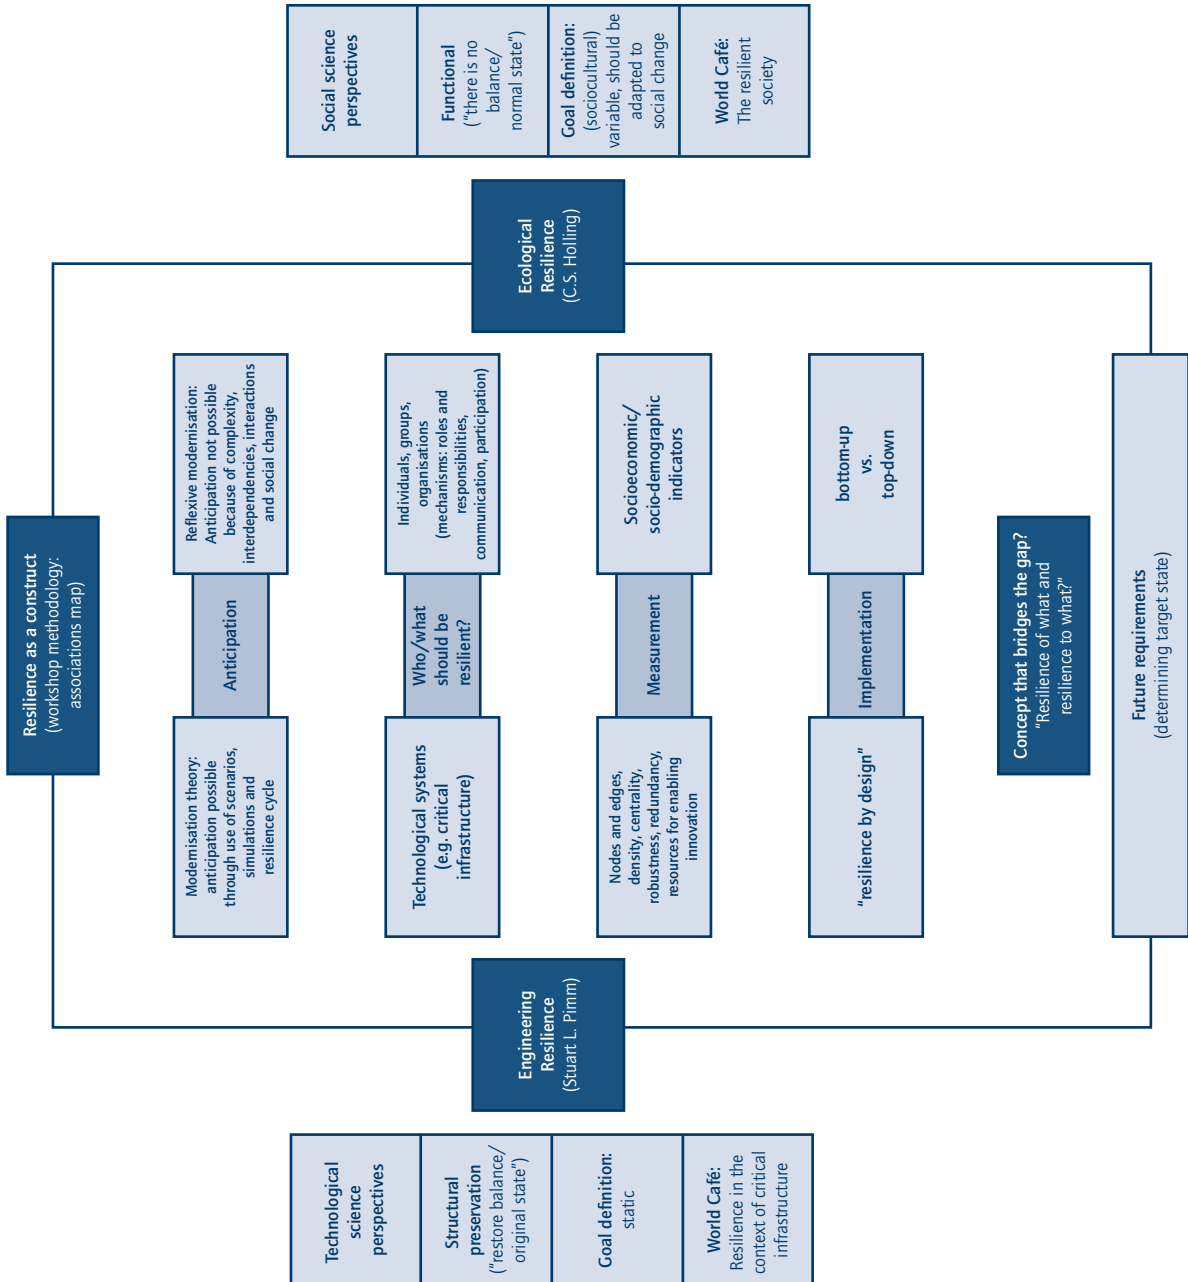 Resilience as a construct
(workshop methodology:
associations map)
Technological
science
perspectives
Structural
preservation
("restore balance/
original state")
Goal definition:
static
World Café:
Resilience in the
context of critical
infrastructure
Engineering
Resilience
(Stuart L. Pimm)
Modernisation theory:
anticipation possible
through use of scenarios,
simulations and
resilience cycle
Anticipation
Reflexive modernisation:
Anticipation not possible
because of complexity,
interdependencies, interactions
and social change
Technological systems
(e.g. critical
infrastructure)
Who/what
should be
resilient?
Individuals, groups,
organisations
(mechanisms: roles and
responsibilities,
communication, participation)
Nodes and edges,
density, centrality,
robustness, redundancy,
resources for enabling
innovation
Measurement
Socioeconomic/
socio-demographic
indicators
"resilience by design"
Implementation
bottom-up
vs.
top-down
Ecological
Resilience
(C.S. Holling)
Social science
perspectives
Functional
("there is no
balance/
normal state")
Goal definition:
(sociocultural)
variable, should be
adapted to
social change
World Café:
The resilient
society
Concept that bridges the gap?
"Resilience of what and
resilience to what?"
Future requirements
(determining target state)